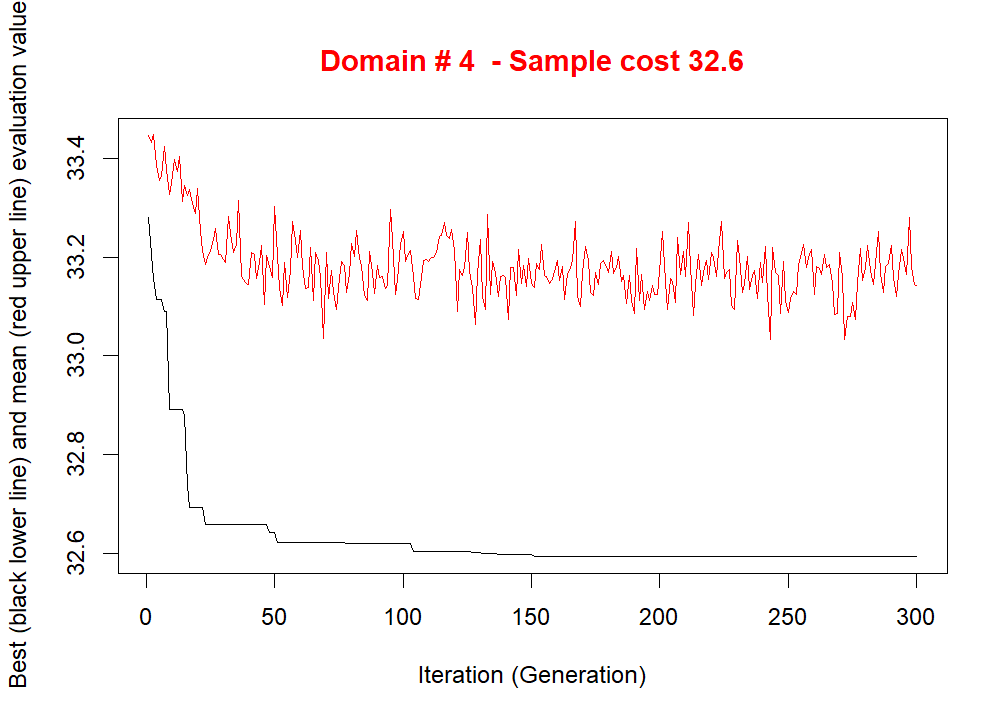 Domain # 4  - Sample cost 32.6
Best (black lower line) and mean (red upper line) evaluation value
33.4
33.2
33.0
32.8
32.6
0 50 100 150 200 250 300
Iteration (Generation)